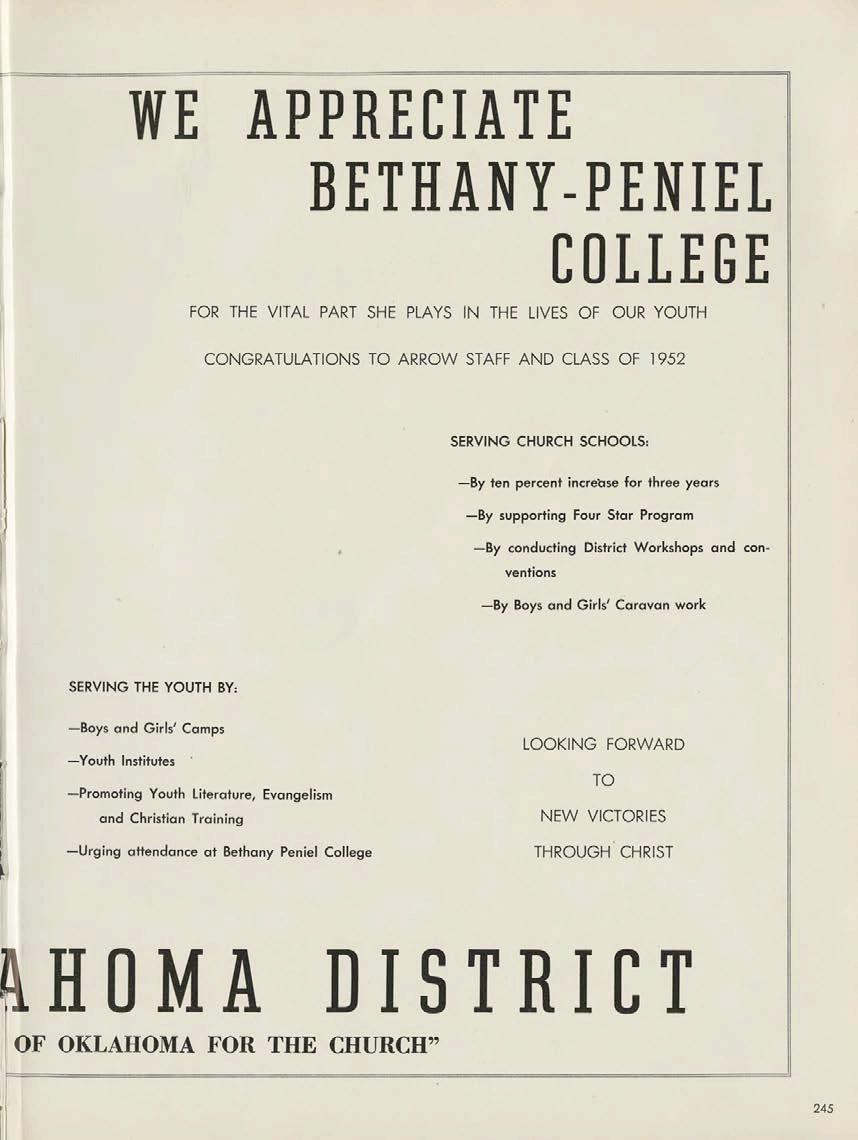 WE APPRECIATE
BETHANY-PENIEL
COLLEGE
FOR THE VITAL PART SHE PLAYS IN THE LIVES OF OUR YOUTH
CONGRATULATIONS TO ARROW STAFF AND CLASS OF 1952
SERVING CHURCH SCHOOLS:
—By ten percent increase for three years
—By supporting Four Star Program
—By conducting District Workshops and con-
ventions
—By Boys and Girls' Caravan work
SERVING THE YOUTH BY:
—Boys and Girls' Camps
—Youth Institutes
—Promoting Youth Literature, Evangelism
and Christian Training
—Urging attendance at Bethany Peniel College
LOOKING FORWARD
TO
NEW VICTORIES
THROUGH CHRIST
AHOMA DISTRICT
OF OKLAHOMA FOR THE CHURCH”
245